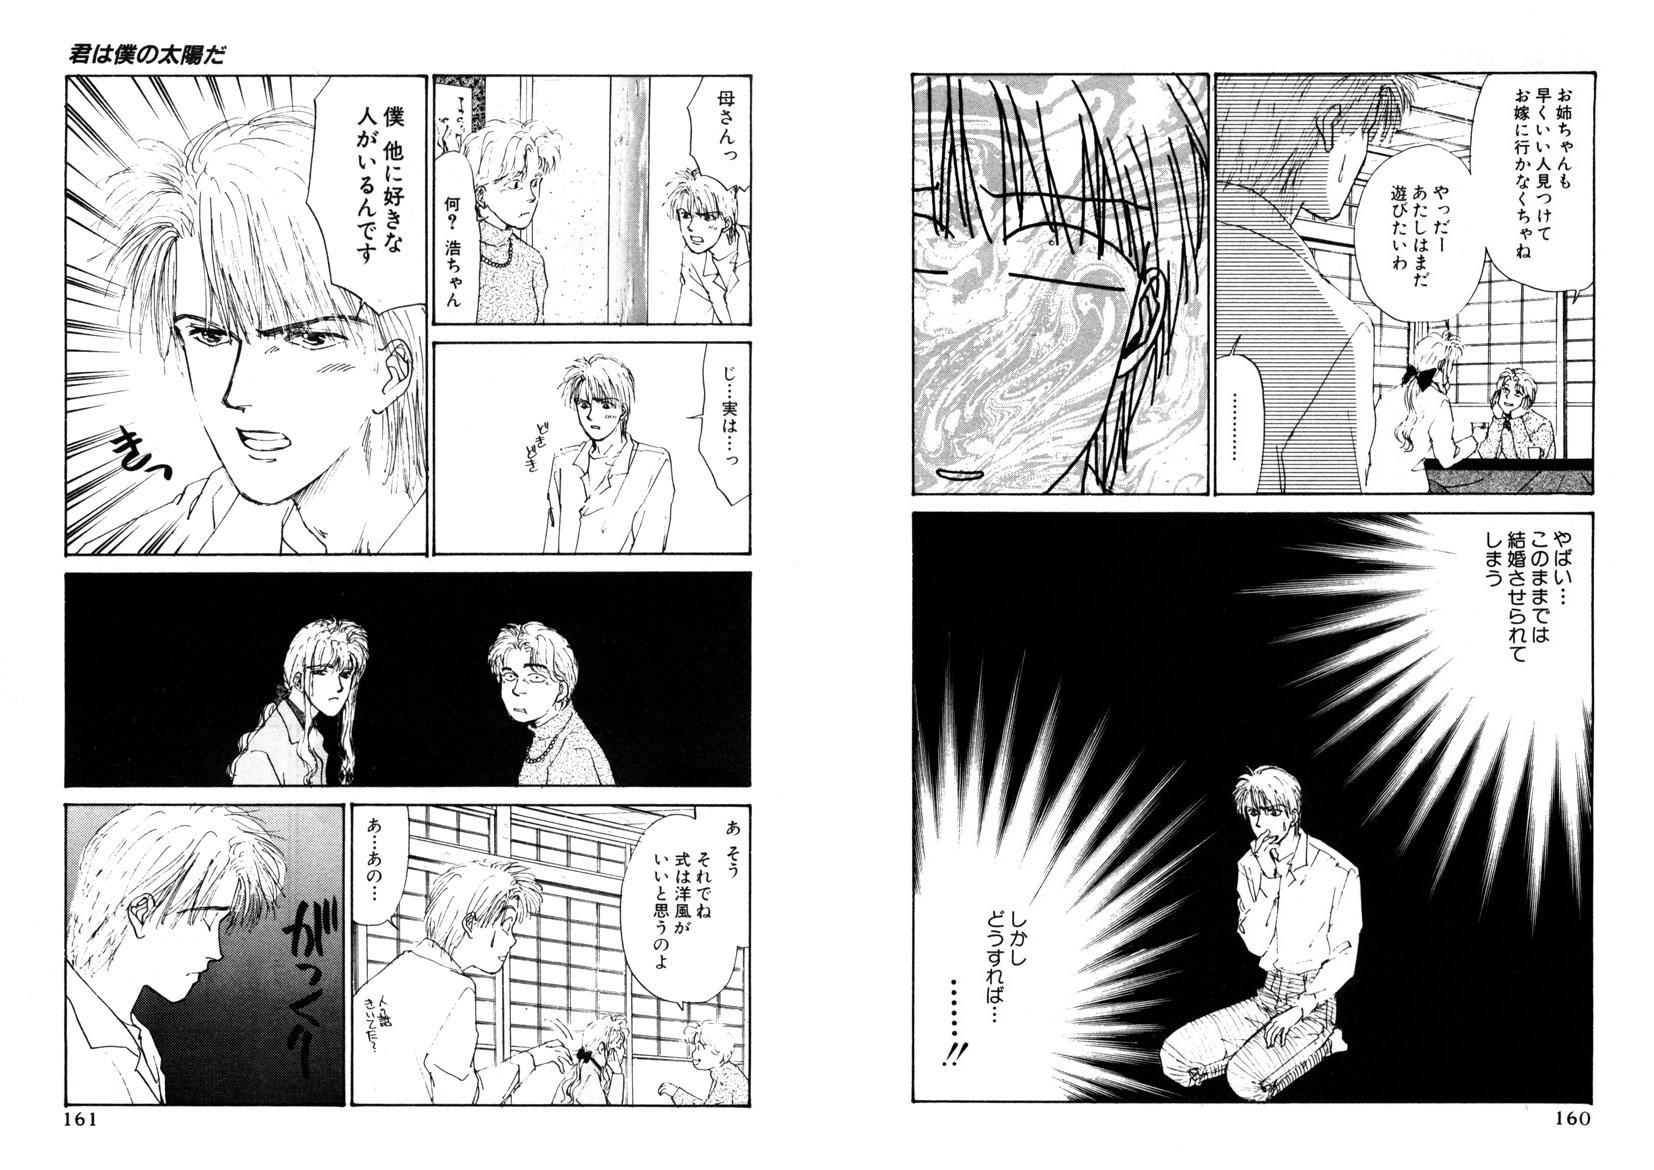 お姉ちゃんも
早くいい人見つけて
お嫁に行かなくちゃね
やっだー
あたしはまだ
遊びたいわ
…………
やばい…
このままでは
結婚させられて
しまう
しかし
どうすれば…
……!!
160
君は僕の太陽だ
母さんっ
何? 浩ちゃん
じ…実は…っ
どきどき
僕 他に好きな
人がいるんです
きっ
あ そう
それでね
式は洋風が
いいと思うのよ
あ…あの…
人の話
きいてた?
がっくり
161